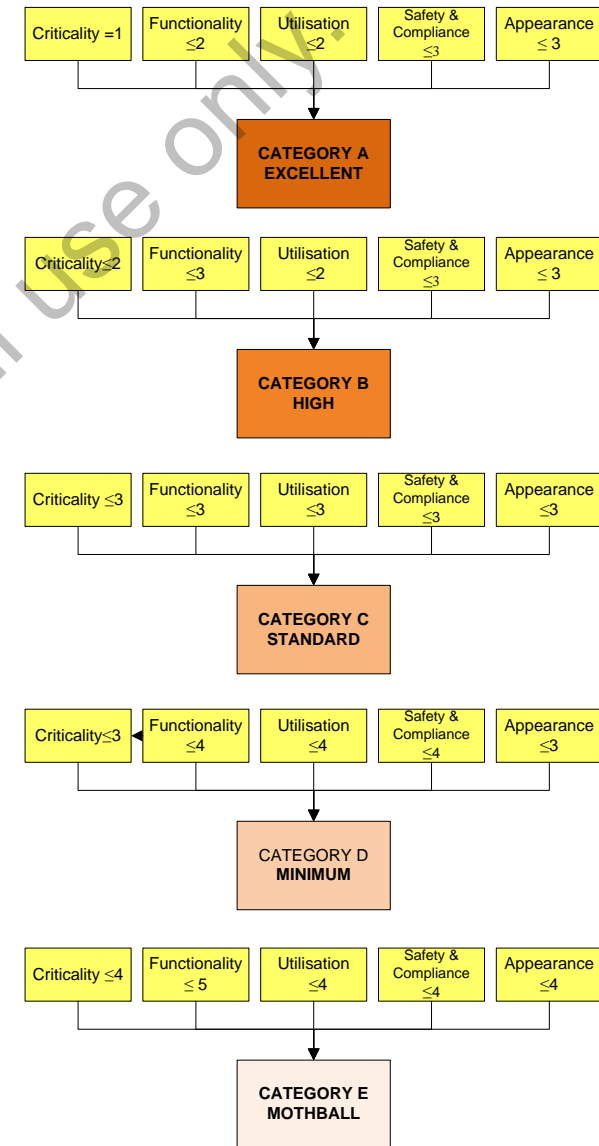 Criticality =1
Functionality
≤2
Utilisation
≤2
Safety &
Compliance
≤3
Appearance
≤ 3
CATEGORY A
EXCELLENT
Criticality≤2
Functionality
≤3
Utilisation
≤2
Safety &
Compliance
≤3
Appearance
≤ 3
CATEGORY B
HIGH
Criticality ≤3
Functionality
≤3
Utilisation
≤3
Safety &
Compliance
≤3
Appearance
≤3
CATEGORY C
STANDARD
Criticality≤3
Functionality
≤4
Utilisation
≤4
Safety &
Compliance
≤4
Appearance
≤3
CATEGORY D
MINIMUM
Criticality ≤4
Functionality
≤ 5
Utilisation
≤4
Safety &
Compliance
≤4
Appearance
≤4
CATEGORY E
MOTHBALL
use only.